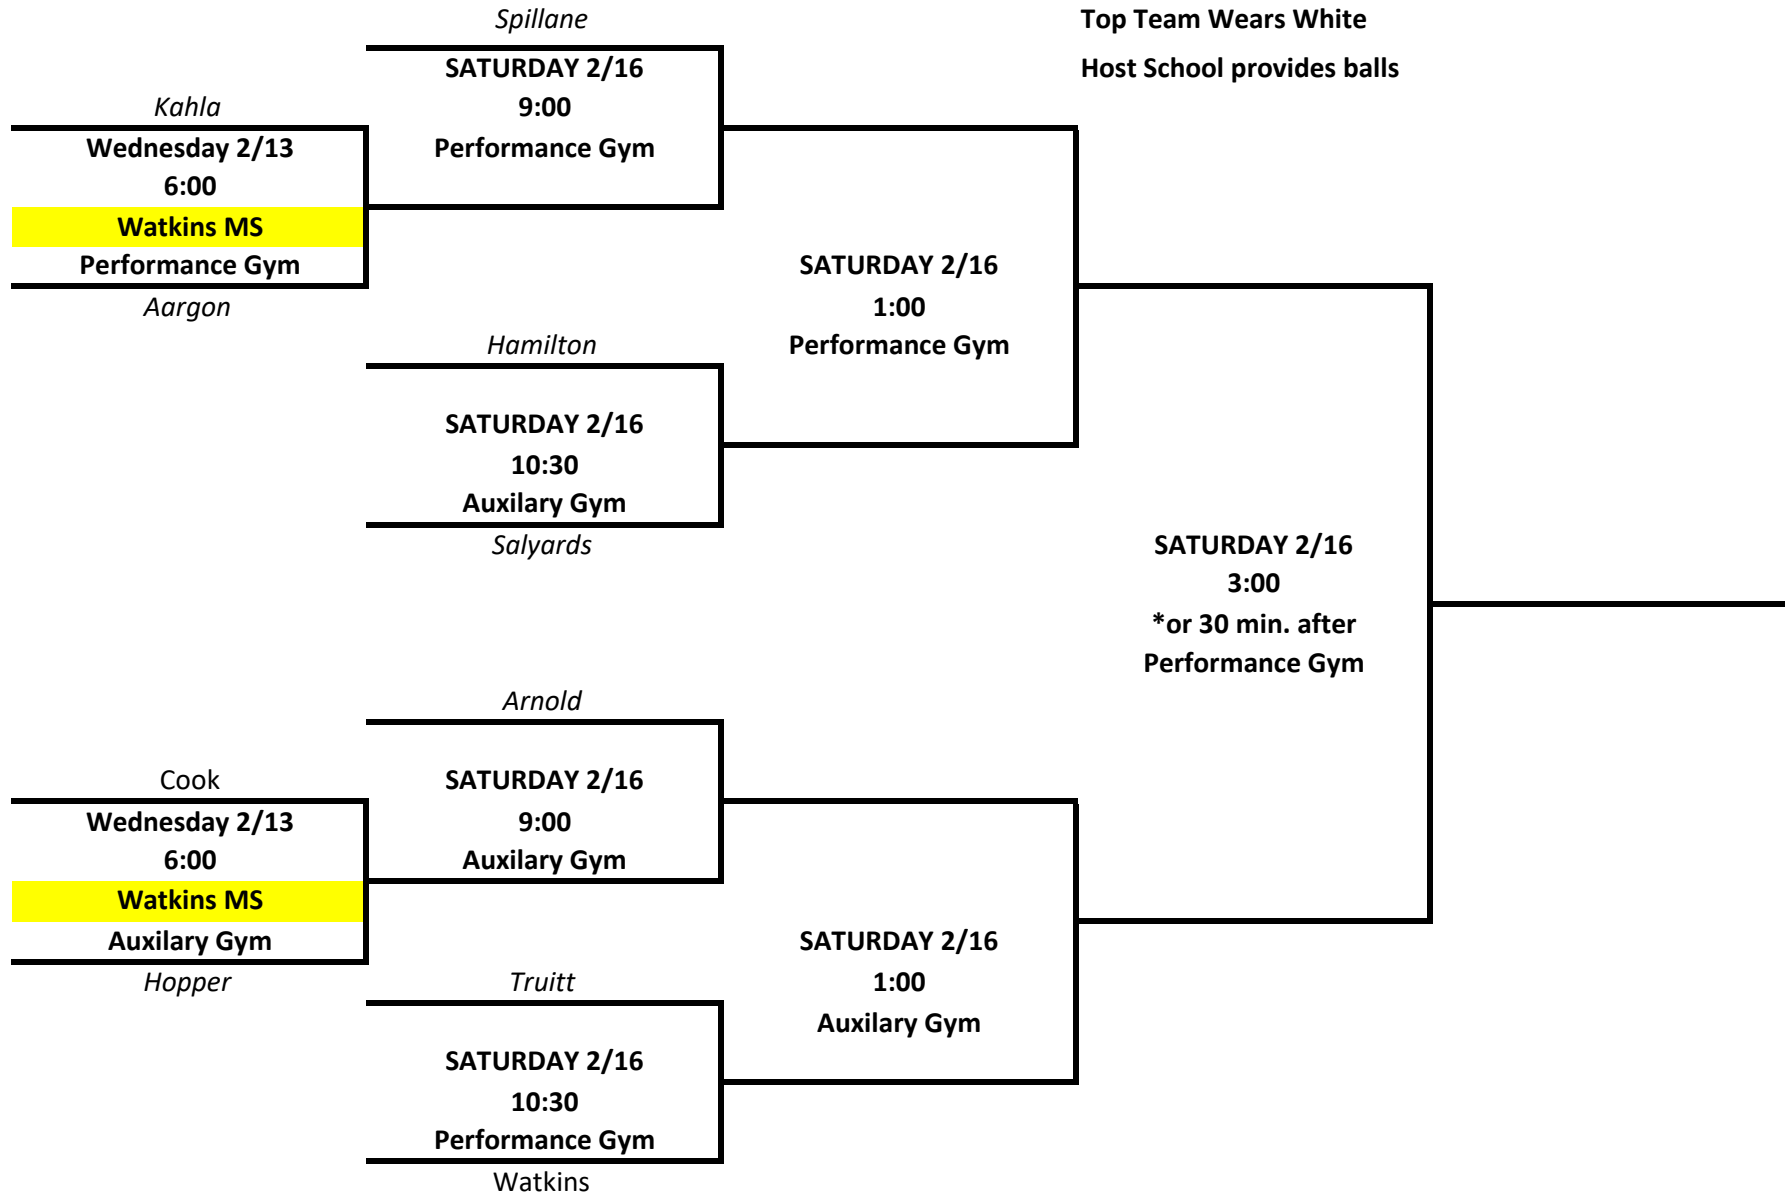 Spillane
Top Team Wears White
SATURDAY 2/16
Host School provides balls
Kahla
9:00
Wednesday 2/13
Performance Gym
6:00
Watkins MS
Performance Gym
SATURDAY 2/16
Aargon
1:00
Hamilton
Performance Gym
SATURDAY 2/16
10:30
Auxilary Gym
Salyards
SATURDAY 2/16
3:00
*or 30 min. after
Performance Gym
Arnold
Cook
SATURDAY 2/16
Wednesday 2/13
9:00
6:00
Auxilary Gym
Watkins MS
Auxilary Gym
SATURDAY 2/16
Hopper
Truitt
1:00
Auxilary Gym
SATURDAY 2/16
10:30
Performance Gym
Watkins